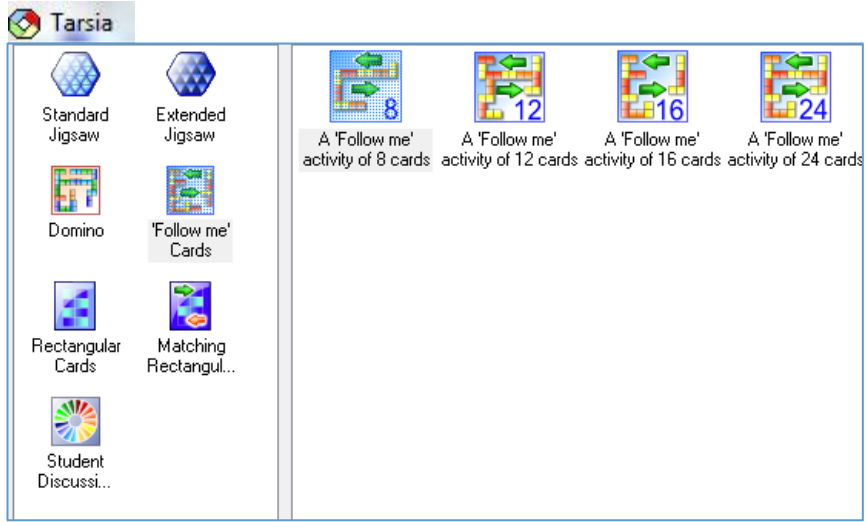 Tarsia
Standard
Jigsaw
Extended
Jigsaw
Domino
'Follow me'
Cards
Rectangular
Cards
Matching
Rectangul...
Student
Discussi...
8
A 'Follow me'
activity of 8 cards
12
A 'Follow me'
activity of 12 cards
16
A 'Follow me'
activity of 16 cards
24
A 'Follow me'
activity of 24 cards